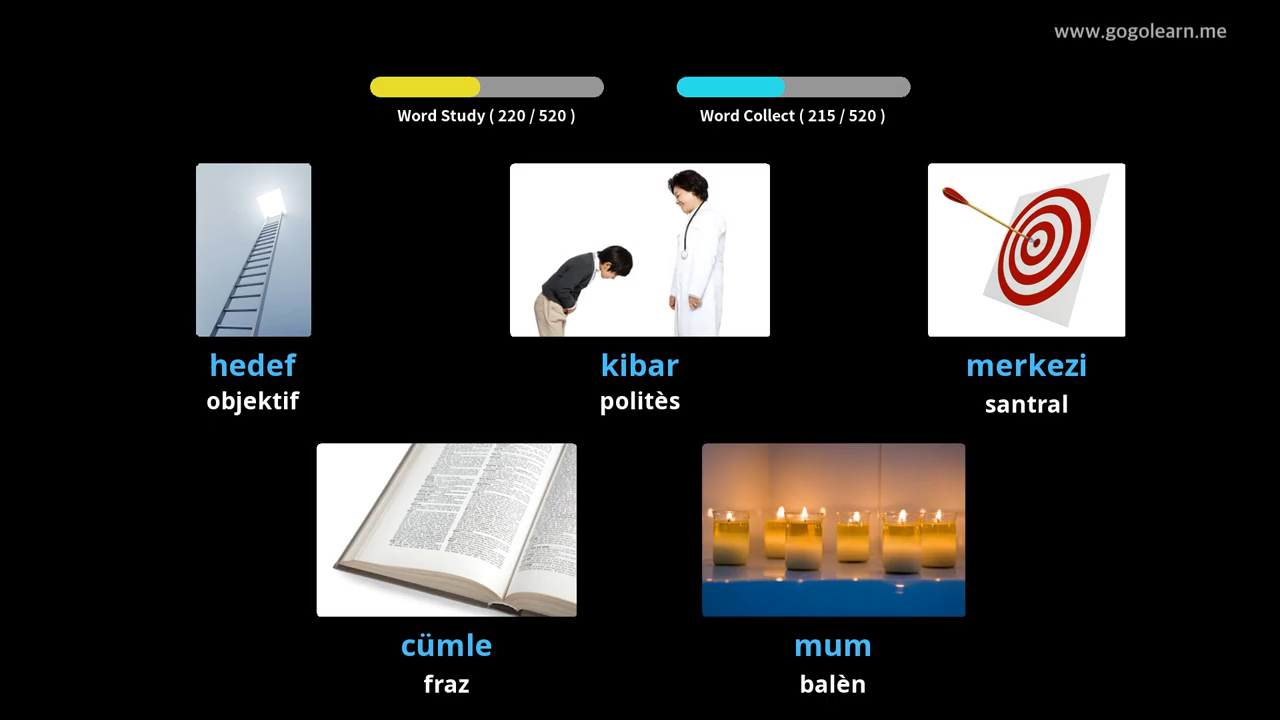 www.gogolearn.me
Word Study ( 220 / 520 )
Word Collect ( 215 / 520 )
hedef
objektif
kibar
politès
merkezi
santral
cümle
fraz
mum
balèn